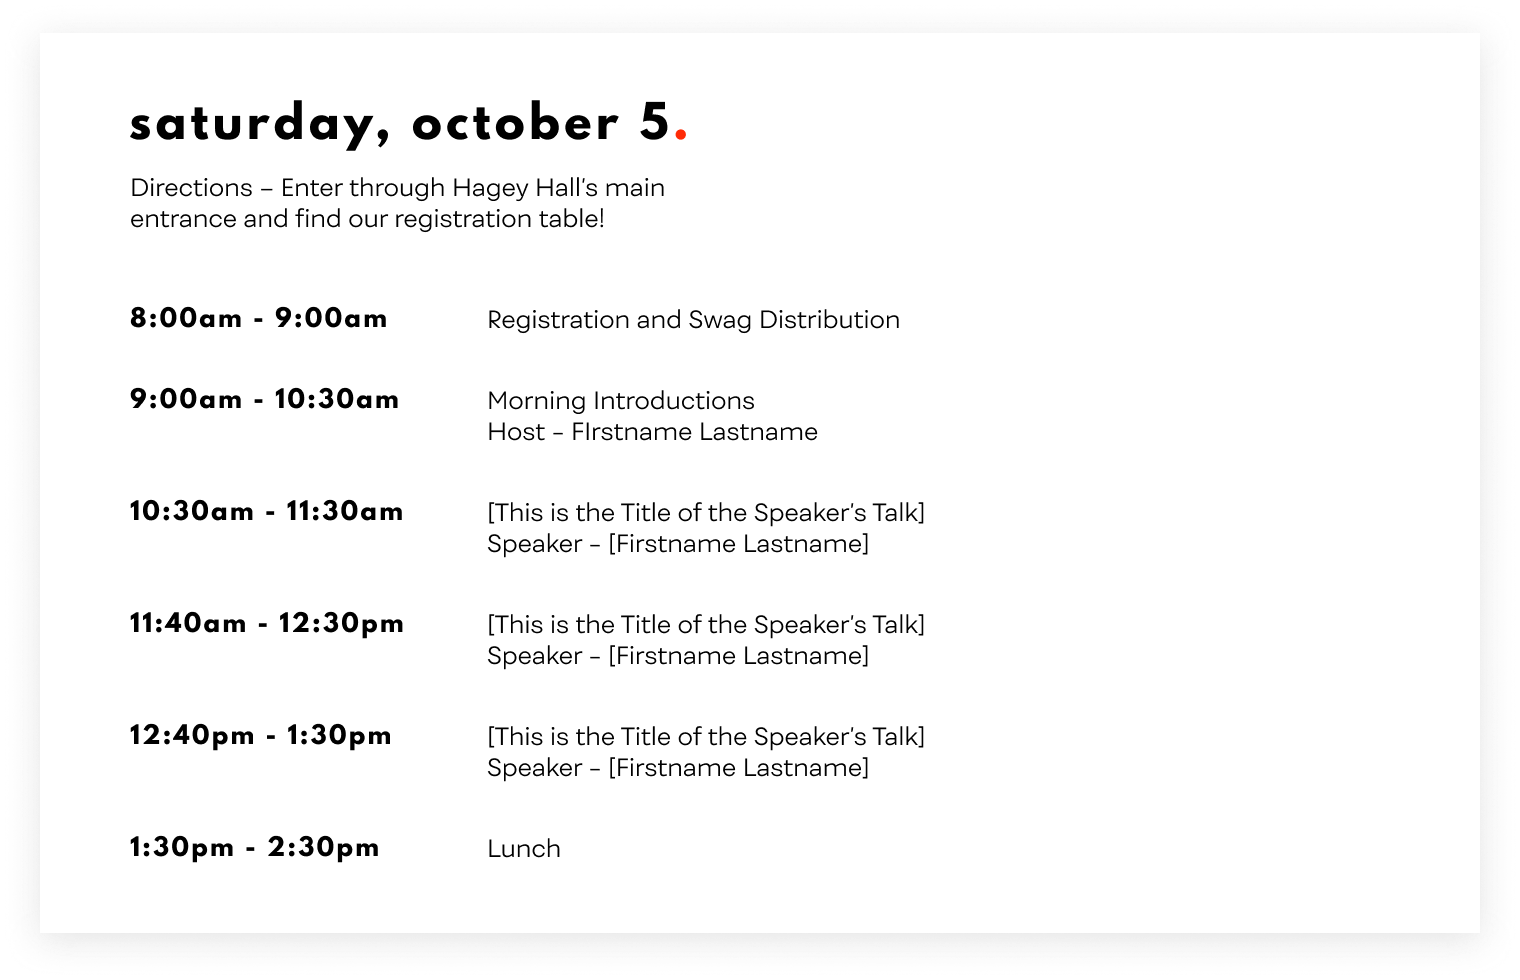 saturday, october 5.
Directions – Enter through Hagey Hall's main
entrance and find our registration table!
8:00am - 9:00am Registration and Swag Distribution
9:00am - 10:30am Morning Introductions
Host – FIrstname Lastname
10:30am - 11:30am [This is the Title of the Speaker's Talk]
Speaker – [Firstname Lastname]
11:40am - 12:30pm [This is the Title of the Speaker's Talk]
Speaker – [Firstname Lastname]
12:40pm - 1:30pm [This is the Title of the Speaker's Talk]
Speaker – [Firstname Lastname]
1:30pm - 2:30pm Lunch